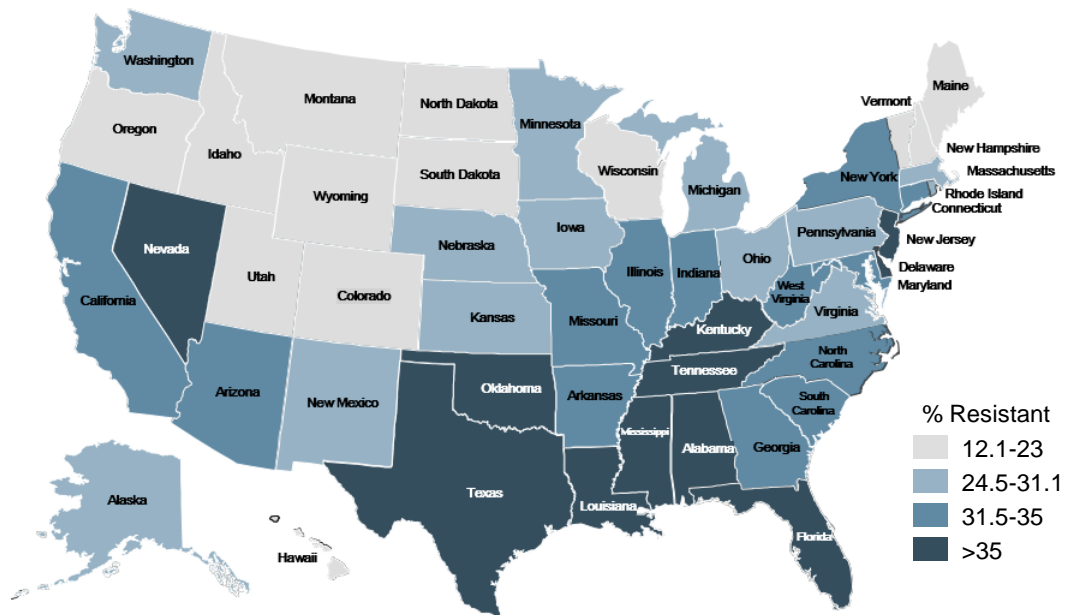 Washington
Montana
North Dakota
Minnesota
Maine
Vermont
Oregon
Idaho
Wisconsin
New Hampshire
South Dakota
Massachusetts
New York
Michigan
Wyoming
Rhode Island
Connecticut
Pennsylvania
Nevada
Nebraska
Iowa
New Jersey
Ohio
Delaware
Illinois
Indiana
Utah
West
Virginia
Maryland
California
Colorado
Virginia
Kansas
Missouri
Kentucky
North
Carolina
Tennessee
Arizona
Oklahoma
New Mexico
Arkansas
South
Carolina
Mississippi
Alabama
Georgia
Texas
Louisiana
Florida
Alaska
Hawaii
% Resistant
12.1-23
24.5-31.1
31.5-35
>35